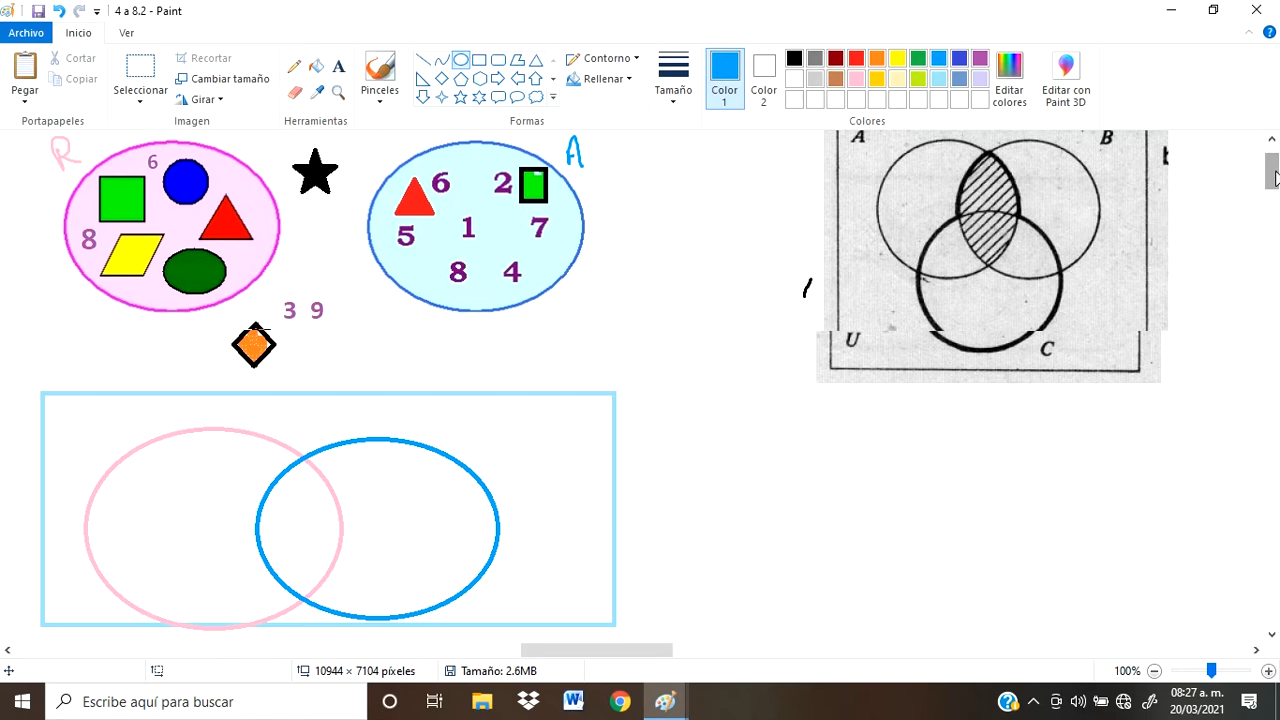 4 a 8.2 - Paint
Archivo Inicio Ver
Pegar
Cortar
Copiar
Portapapeles
Seleccionar
Recortar
Cambiar tamaño
Girar
Imagen
A
Herramientas
Pinceles
Contorno
Rellenar
Formas
Tamaño
Color 1
Color 2
Editar colores
Editar con Paint 3D
Colores
R
6
8
A
6 2
5 1 7
8 4
3 9
A B
U C
10944 × 7104 píxeles
Tamaño: 2.6MB
100%
Escribe aquí para buscar
08:27 a. m.
20/03/2021